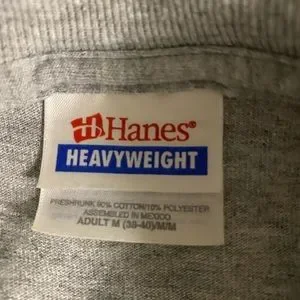 Hanes®
HEAVYWEIGHT
PRESHRUNK 90% COTTON/10% POLYESTER
ASSEMBLED IN MEXICO
ADULT M (38-40)/M/M